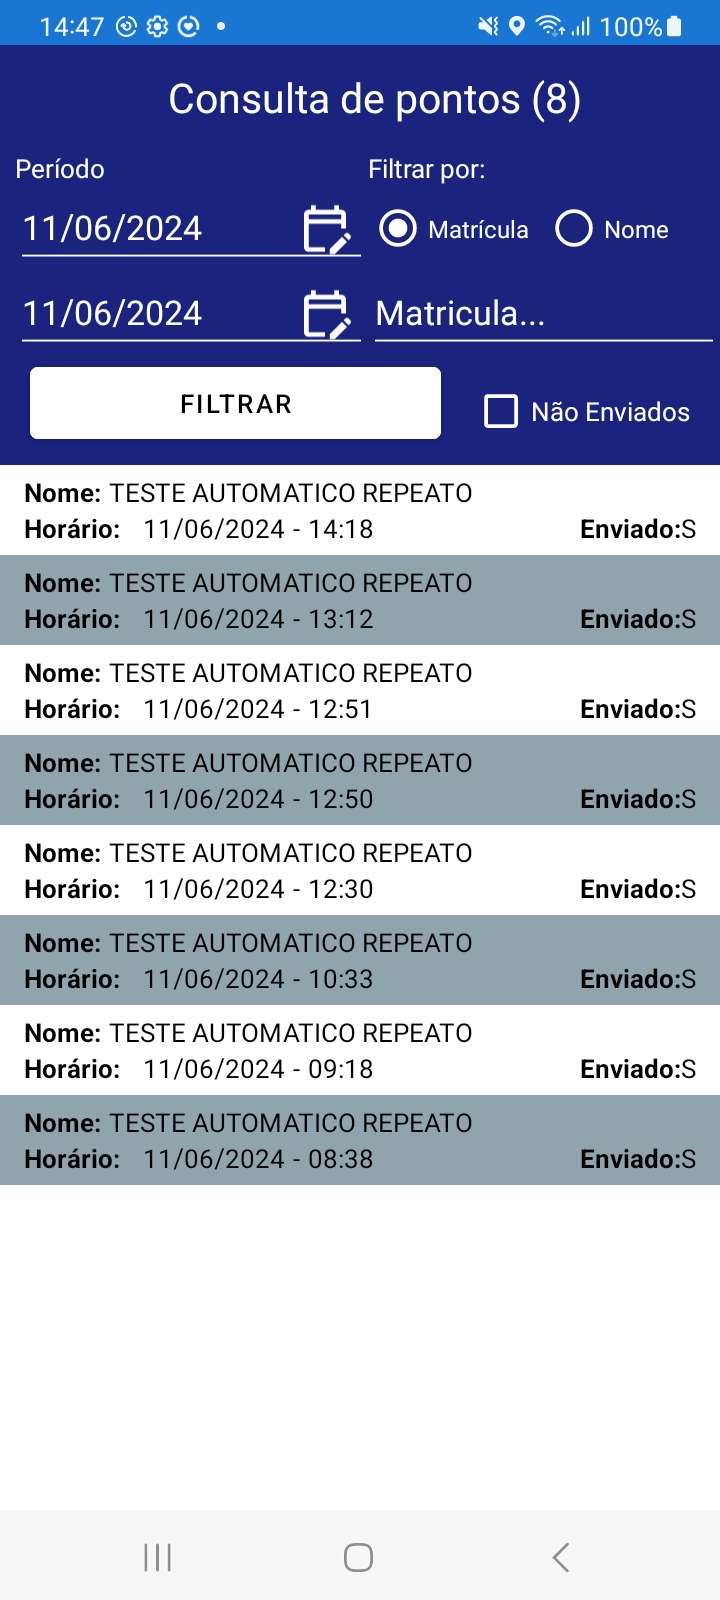 14:47 100%
Consulta de pontos (8)
Período Filtrar por:
11/06/2024 Matrícula Nome
11/06/2024 Matricula...
FILTRAR Não Enviados
Nome: TESTE AUTOMATICO REPEATO
Horário: 11/06/2024 - 14:18 Enviado:S
Nome: TESTE AUTOMATICO REPEATO
Horário: 11/06/2024 - 13:12 Enviado:S
Nome: TESTE AUTOMATICO REPEATO
Horário: 11/06/2024 - 12:51 Enviado:S
Nome: TESTE AUTOMATICO REPEATO
Horário: 11/06/2024 - 12:50 Enviado:S
Nome: TESTE AUTOMATICO REPEATO
Horário: 11/06/2024 - 12:30 Enviado:S
Nome: TESTE AUTOMATICO REPEATO
Horário: 11/06/2024 - 10:33 Enviado:S
Nome: TESTE AUTOMATICO REPEATO
Horário: 11/06/2024 - 09:18 Enviado:S
Nome: TESTE AUTOMATICO REPEATO
Horário: 11/06/2024 - 08:38 Enviado:S